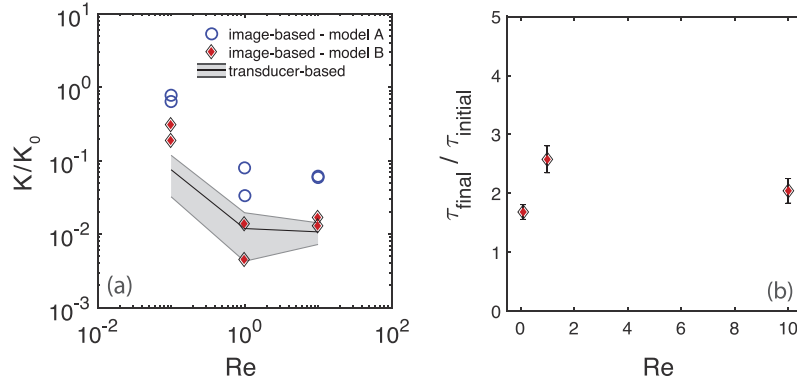 10^1
10^0
10^-1
10^-2
10^-3
K/K_0
image-based - model A
image-based - model B
transducer-based
(a)
10^-2
10^0
10^2
Re
5
4
3
2
1
0
τ_final / τ_initial
(b)
0
2
4
6
8
10
Re